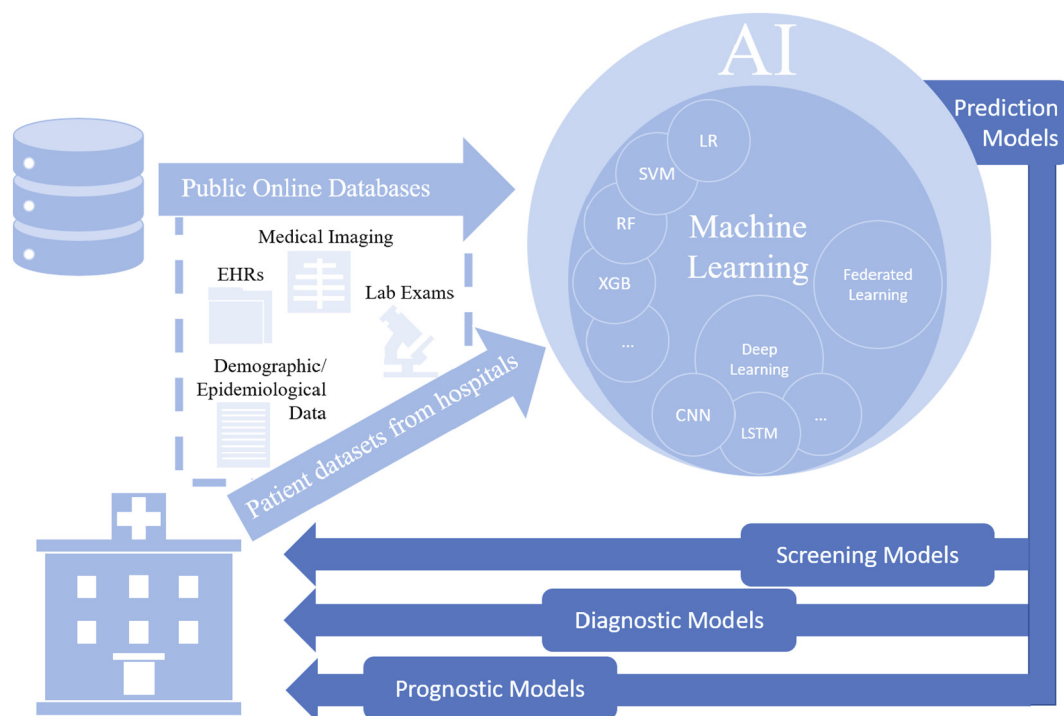 AI
Prediction
Models
LR
SVM
RF
XGB
...
Machine
Learning
Federated
Learning
Deep
Learning
CNN
LSTM
...
Public Online Databases
Medical Imaging
EHRs
Lab Exams
Demographic/
Epidemiological
Data
Patient datasets from hospitals
Screening Models
Diagnostic Models
Prognostic Models